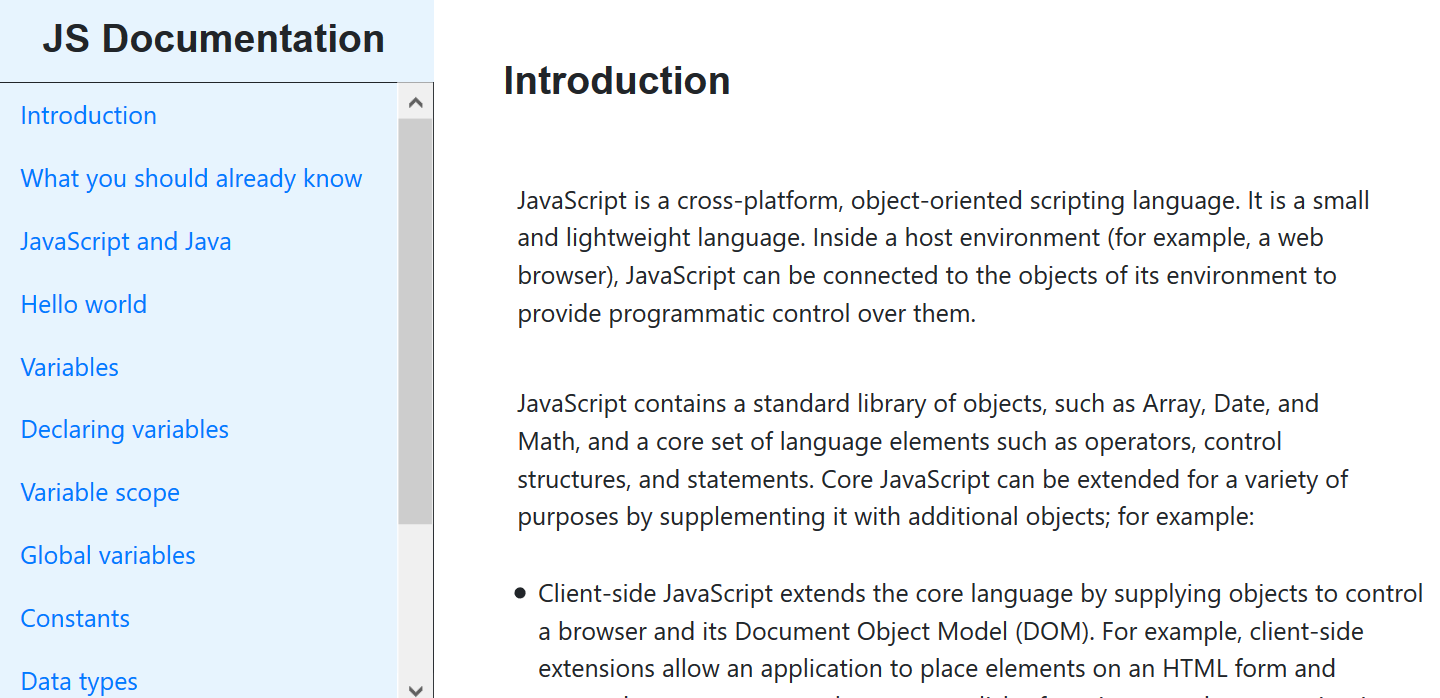 JS Documentation
Introduction
What you should already know
JavaScript and Java
Hello world
Variables
Declaring variables
Variable scope
Global variables
Constants
Data types
Introduction
JavaScript is a cross-platform, object-oriented scripting language. It is a small
and lightweight language. Inside a host environment (for example, a web
browser), JavaScript can be connected to the objects of its environment to
provide programmatic control over them.
JavaScript contains a standard library of objects, such as Array, Date, and
Math, and a core set of language elements such as operators, control
structures, and statements. Core JavaScript can be extended for a variety of
purposes by supplementing it with additional objects; for example:
Client-side JavaScript extends the core language by supplying objects to control
a browser and its Document Object Model (DOM). For example, client-side
extensions allow an application to place elements on an HTML form and